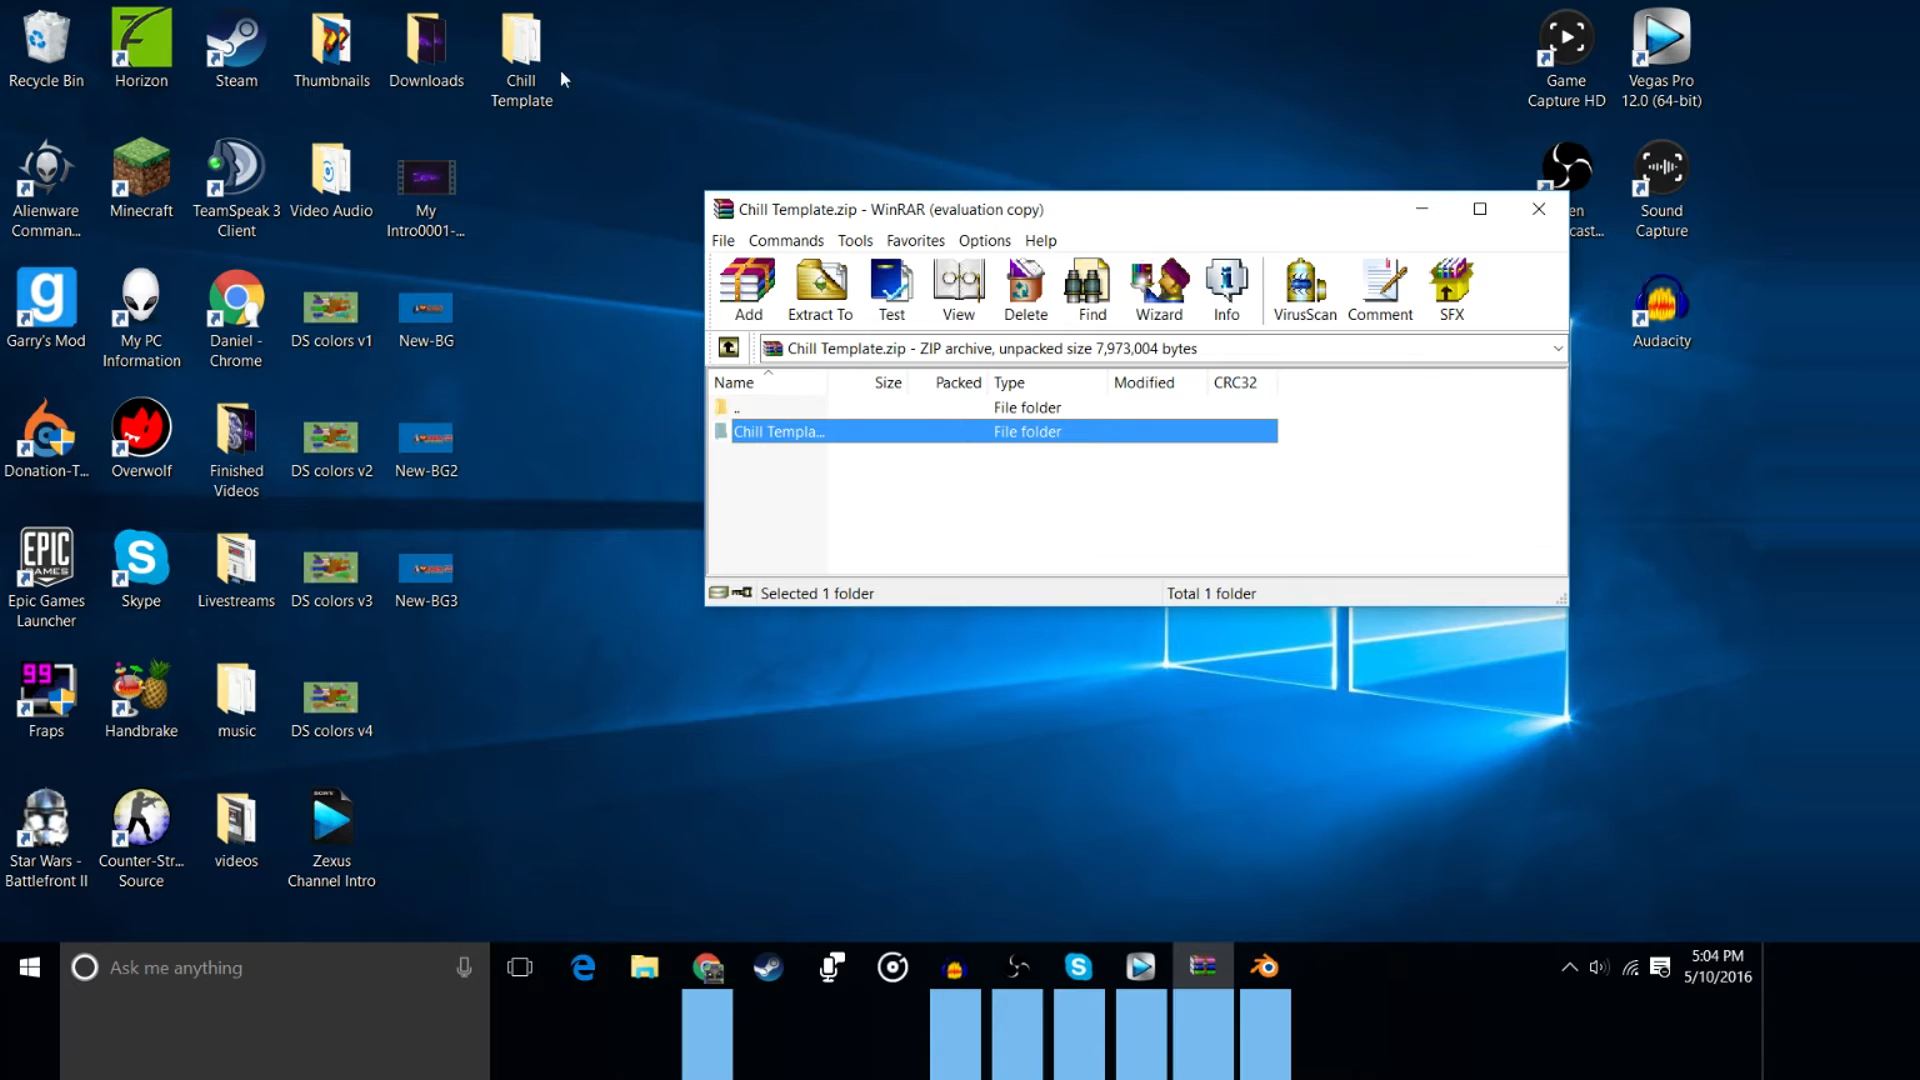 Recycle Bin
Horizon
Steam
Thumbnails
Downloads
Chill
Template
Game
Capture HD
Vegas Pro
12.0 (64-bit)
Alienware
Comman...
Minecraft
TeamSpeak 3
Client
Video Audio
My
Intro0001-...
en
cast...
Sound
Capture
g
Garry's Mod
My PC
Information
Daniel -
Chrome
DS colors v1
New-BG
Audacity
Donation-T...
Overwolf
Finished
Videos
DS colors v2
New-BG2
EPIC
GAMES
Epic Games
Launcher
S
Skype
Livestreams
DS colors v3
New-BG3
99
Fraps
Handbrake
music
DS colors v4
Star Wars -
Battlefront II
Counter-Str...
Source
videos
SONY
Zexus
Channel Intro
Chill Template.zip - WinRAR (evaluation copy)
File Commands Tools Favorites Options Help
Add Extract To Test View Delete Find Wizard Info VirusScan Comment SFX
Chill Template.zip - ZIP archive, unpacked size 7,973,004 bytes
Name Size Packed Type Modified CRC32
.. File folder
Chill Templa... File folder
Selected 1 folder Total 1 folder
Ask me anything
5:04 PM
5/10/2016